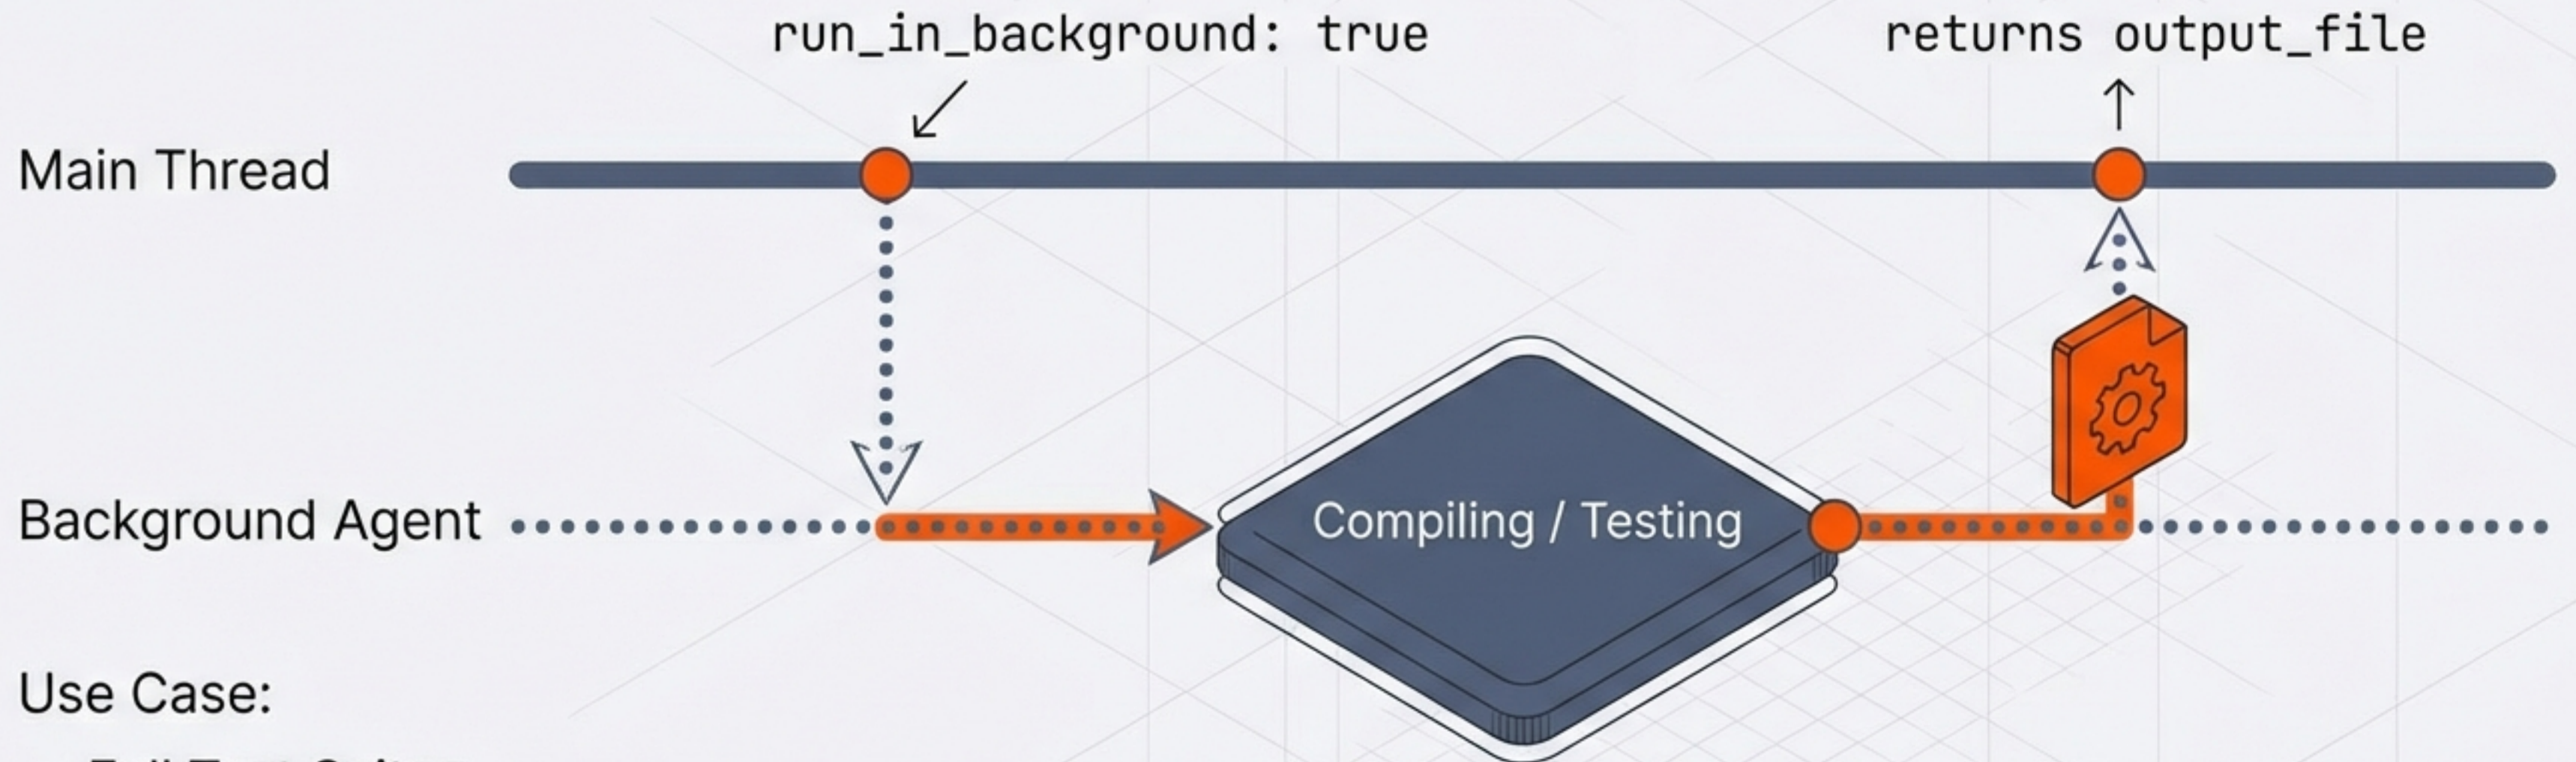 run_in_background: true
returns output_file
Main Thread
Background Agent
Compiling / Testing
Use Case: